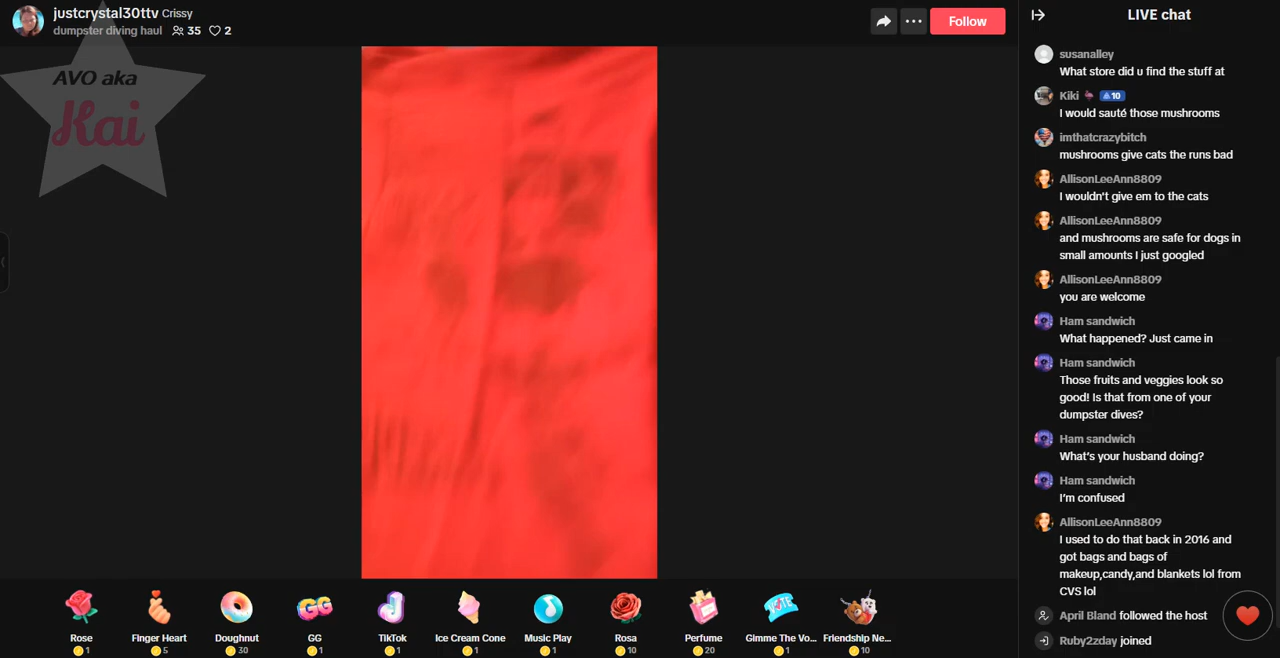 justcrystal30ttv Crissy
dumpster diving haul 35 2
Follow
AVO aka
Kai
LIVE chat
susanalley
What store did u find the stuff at
Kiki 10
I would sauté those mushrooms
imthatcrazybitch
mushrooms give cats the runs bad
AllisonLeeAnn8809
I wouldn't give em to the cats
AllisonLeeAnn8809
and mushrooms are safe for dogs in
small amounts I just googled
AllisonLeeAnn8809
you are welcome
Ham sandwich
What happened? Just came in
Ham sandwich
Those fruits and veggies look so
good! Is that from one of your
dumpster dives?
Ham sandwich
What's your husband doing?
Ham sandwich
I'm confused
AllisonLeeAnn8809
I used to do that back in 2016 and
got bags and bags of
makeup,candy,and blankets lol from
CVS lol
April Bland followed the host
Ruby2zday joined
GG
VOTE
Rose Finger Heart Doughnut GG TikTok Ice Cream Cone Music Play Rosa Perfume Gimme The Vo... Friendship Ne...
1 5 30 1 1 1 1 10 20 1 10